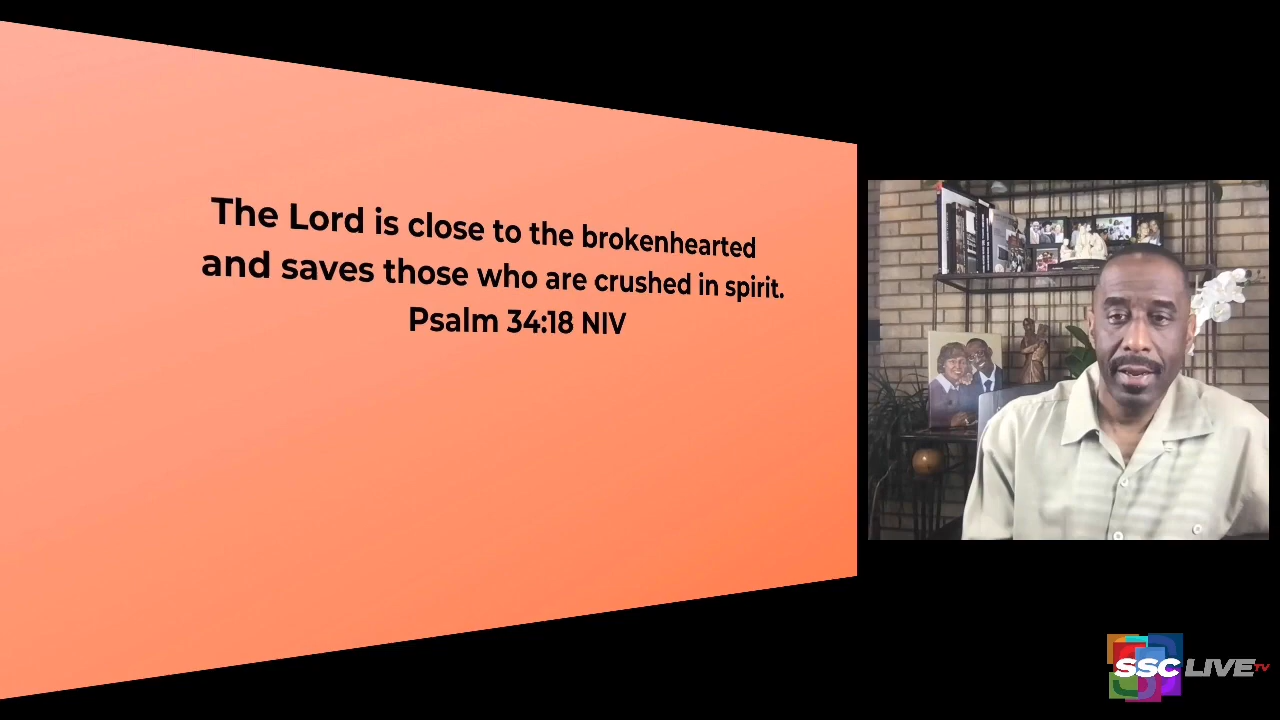 The Lord is close to the brokenhearted
and saves those who are crushed in spirit.
Psalm 34:18 NIV
SSC LIVE TV